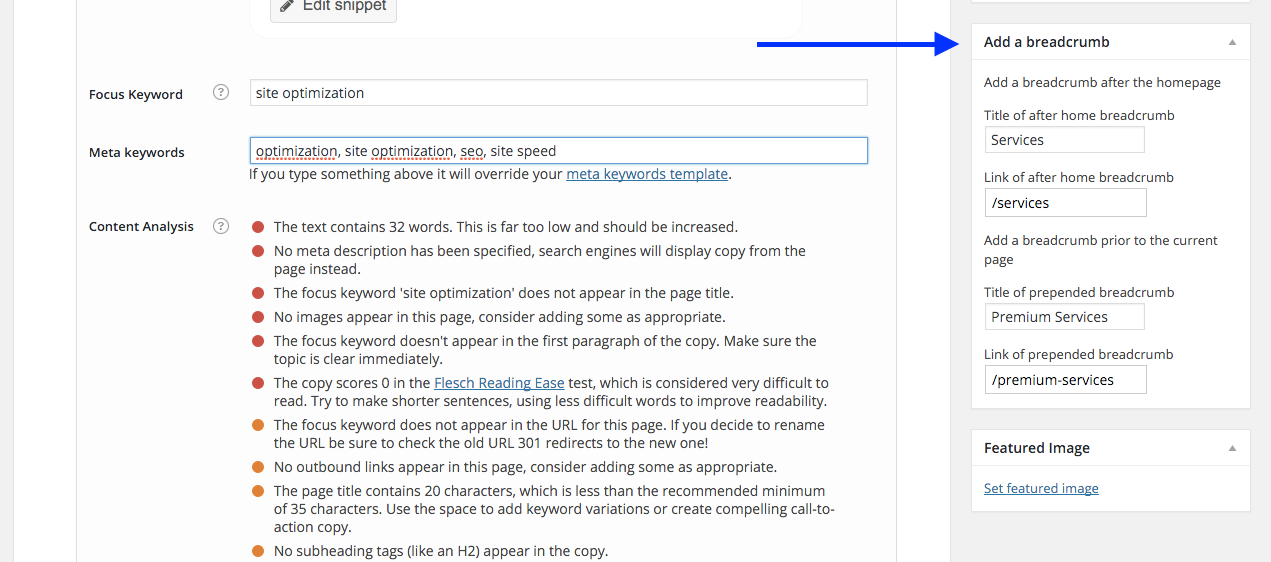 Edit snippet
Focus Keyword
?
site optimization
Meta keywords
optimization, site optimization, seo, site speed
If you type something above it will override your meta keywords template.
Content Analysis
?
The text contains 32 words. This is far too low and should be increased.
No meta description has been specified, search engines will display copy from the
page instead.
The focus keyword 'site optimization' does not appear in the page title.
No images appear in this page, consider adding some as appropriate.
The focus keyword doesn't appear in the first paragraph of the copy. Make sure the
topic is clear immediately.
The copy scores 0 in the Flesch Reading Ease test, which is considered very difficult to
read. Try to make shorter sentences, using less difficult words to improve readability.
The focus keyword does not appear in the URL for this page. If you decide to rename
the URL be sure to check the old URL 301 redirects to the new one!
No outbound links appear in this page, consider adding some as appropriate.
The page title contains 20 characters, which is less than the recommended minimum
of 35 characters. Use the space to add keyword variations or create compelling call-to-
action copy.
No subheading tags (like an H2) appear in the copy.
Add a breadcrumb
Add a breadcrumb after the homepage
Title of after home breadcrumb
Services
Link of after home breadcrumb
/services
Add a breadcrumb prior to the current
page
Title of prepended breadcrumb
Premium Services
Link of prepended breadcrumb
/premium-services
Featured Image
Set featured image